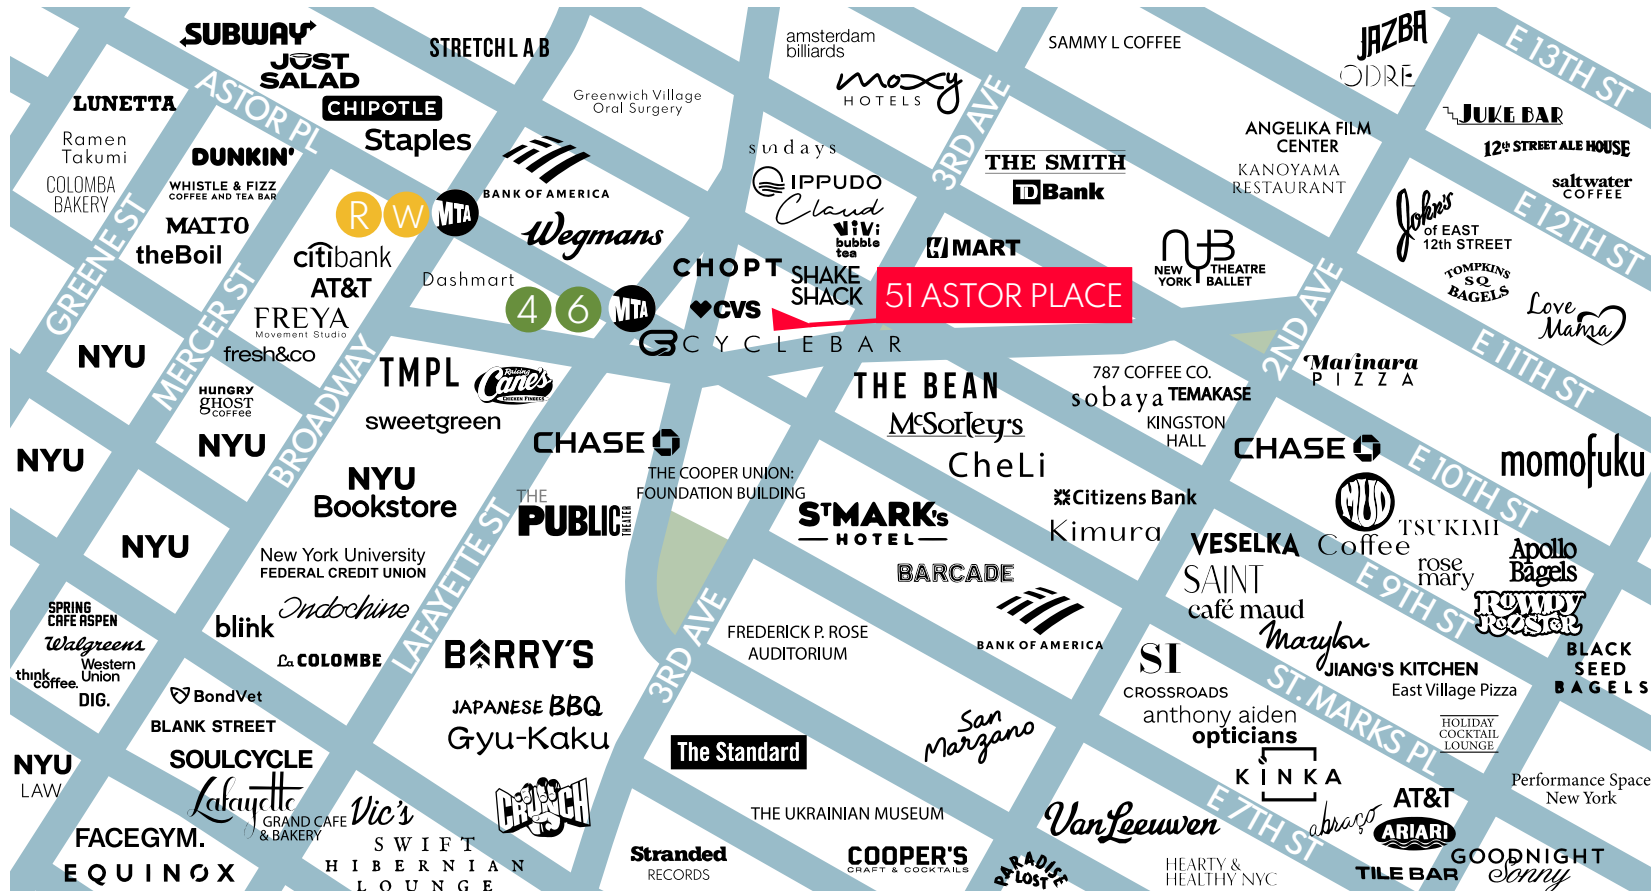 SUBWAY
JUST
SALAD
STRETCHLAB
amsterdam
billiards
SAMMY L COFFEE
JAZBA
ODRE
E 13TH ST
LUNETTA
ASTOR PL
CHIPOTLE
Staples
Greenwich Village
Oral Surgery
moxy
HOTELS
3RD AVE
JUKE BAR
12th STREET ALE HOUSE
Ramen
Takumi
COLOMBA
BAKERY
DUNKIN'
WHISTLE & FIZZ
COFFEE AND TEA BAR
MATTO
theBoil
R
W
MTA
BANK OF AMERICA
Wegmans
sundays
IPPUDO
Claud
ViVi
bubble
tea
THE SMITH
TD Bank
ANGELIKA FILM
CENTER
KANOYAMA
RESTAURANT
saltwater
COFFEE
John's
of EAST
12th STREET
E 12TH ST
GREENE ST
MERCER ST
citibank
AT&T
FREYA
Movement Studio
fresh&co
Dashmart
4
6
MTA
CHOPT
CVS
SHAKE
SHACK
H MART
51 ASTOR PLACE
NYB
NEW
YORK
THEATRE
BALLET
TOMPKINS
SQ
BAGELS
Love
Mama
2ND AVE
E 11TH ST
NYU
BROADWAY
CYCLEBAR
TMPL
Raising
Cane's
CHICKEN FINGERS
sweetgreen
THE BEAN
McSorley's
CheLi
787 COFFEE CO.
sobaya
TEMAKASE
KINGSTON
HALL
Marinara
PIZZA
HUNGRY
gHOST
COFFEE
NYU
NYU
CHASE
THE COOPER UNION:
FOUNDATION BUILDING
CHASE
E 10TH ST
momofuku
NYU
Bookstore
LAFAYETTE ST
THE
PUBLIC
THEATER
ST MARK's
HOTEL
Citizens Bank
Kimura
MUD
Coffee
TSUKIMI
NYU
New York University
FEDERAL CREDIT UNION
BARCADE
VESELKA
SAINT
café maud
rose
mary
Apollo
Bagels
E 9TH ST
ROWDY
ROOSTER
SPRING
CAFE ASPEN
Walgreens
think
coffee.
Western
Union
DIG.
blink
Indochine
La COLOMBE
BARRY'S
3RD AVE
FREDERICK P. ROSE
AUDITORIUM
BANK OF AMERICA
Marylou
JIANG'S KITCHEN
East Village Pizza
BLACK
SEED
BAGELS
BondVet
BLANK STREET
SOULCYCLE
JAPANESE BBQ
Gyu-Kaku
The Standard
San
Marzano
SI
CROSSROADS
anthony aiden
opticians
ST. MARKS PL
HOLIDAY
COCKTAIL
LOUNGE
NYU
LAW
Lafayette
GRAND CAFE
& BAKERY
Vic's
CRUNCH
THE UKRAINIAN MUSEUM
KINKA
E 7TH ST
abraço
AT&T
ARIARI
TILE BAR
Performance Space
New York
FACEGYM.
EQUINOX
SWIFT
HIBERNIAN
LOUNGE
Stranded
RECORDS
COOPER'S
CRAFT & COCKTAILS
PARADISE
LOST
Van Leeuwen
HEARTY &
HEALTHY NYC
GOODNIGHT
Sonny